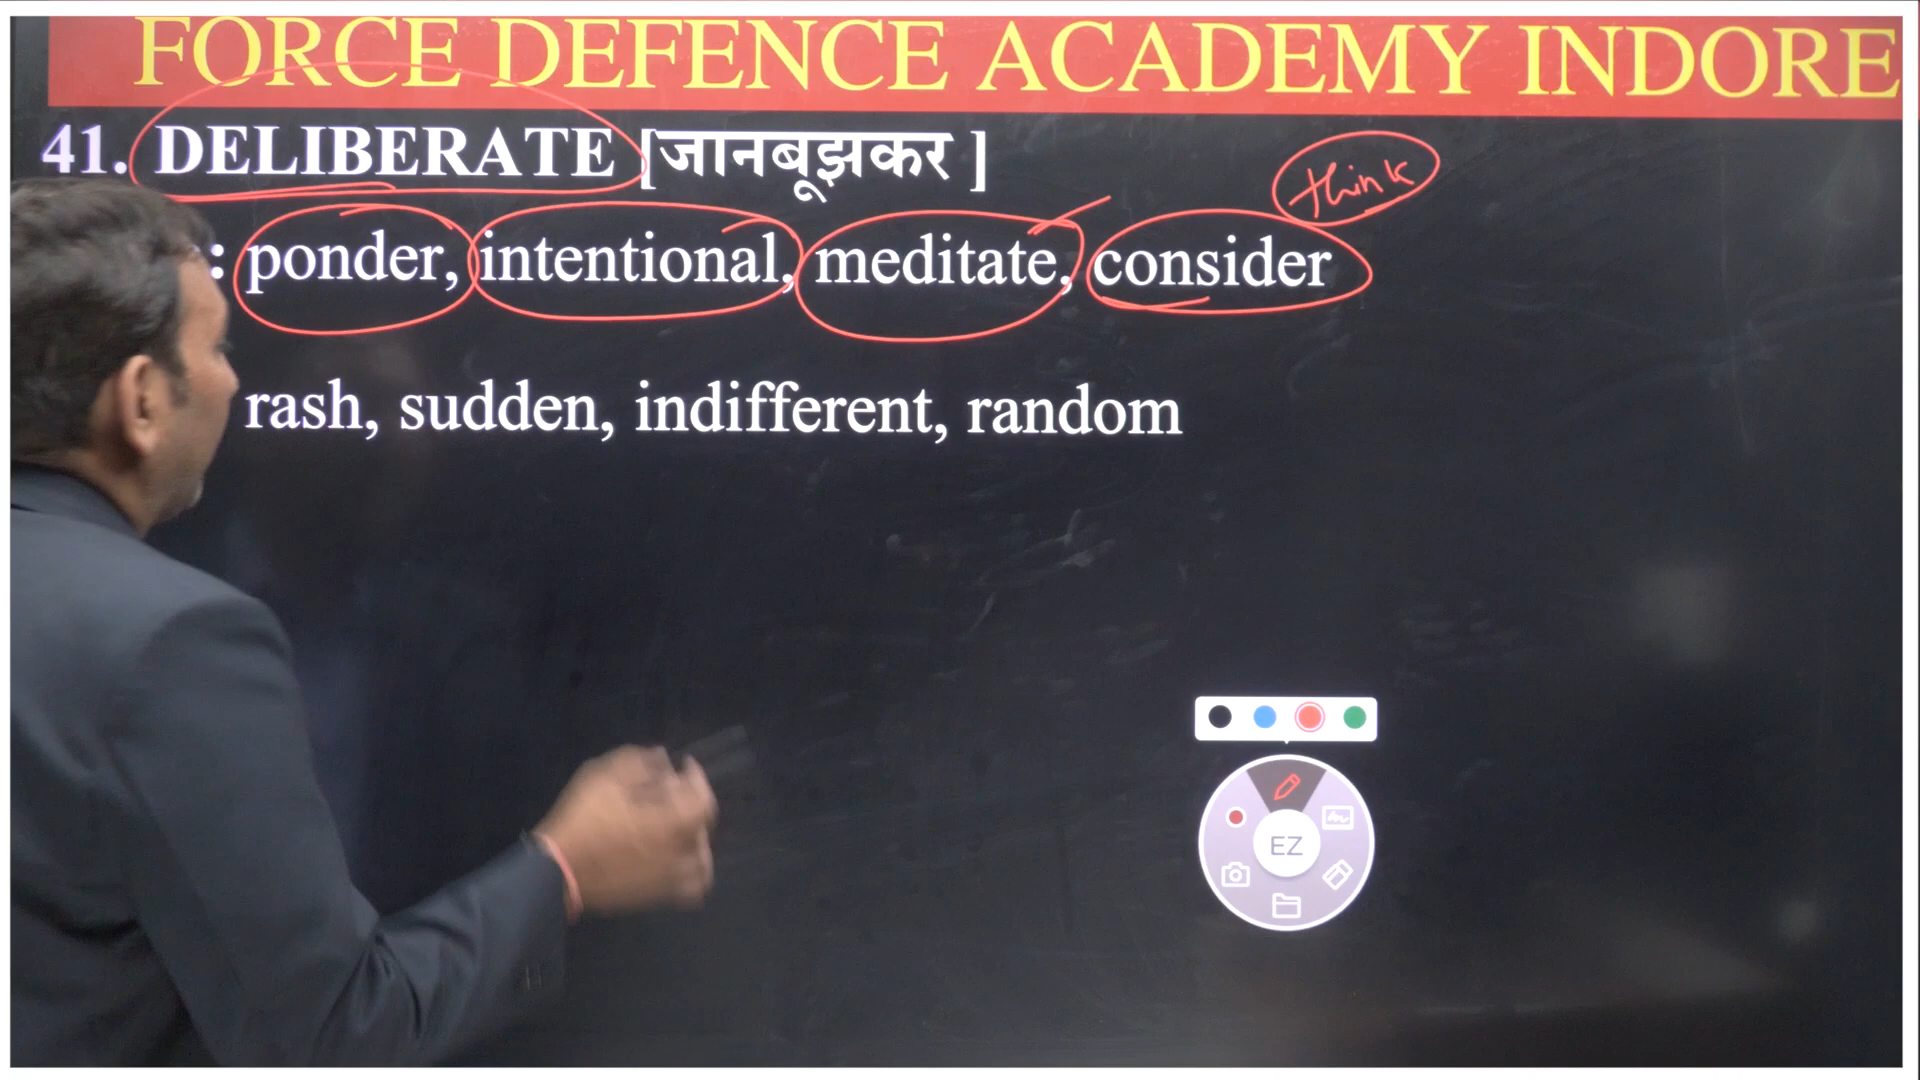 FORCE DEFENCE ACADEMY INDORE
41. DELIBERATE [जानबूझकर ]
think
: ponder, intentional, meditate, consider
rash, sudden, indifferent, random
EZ